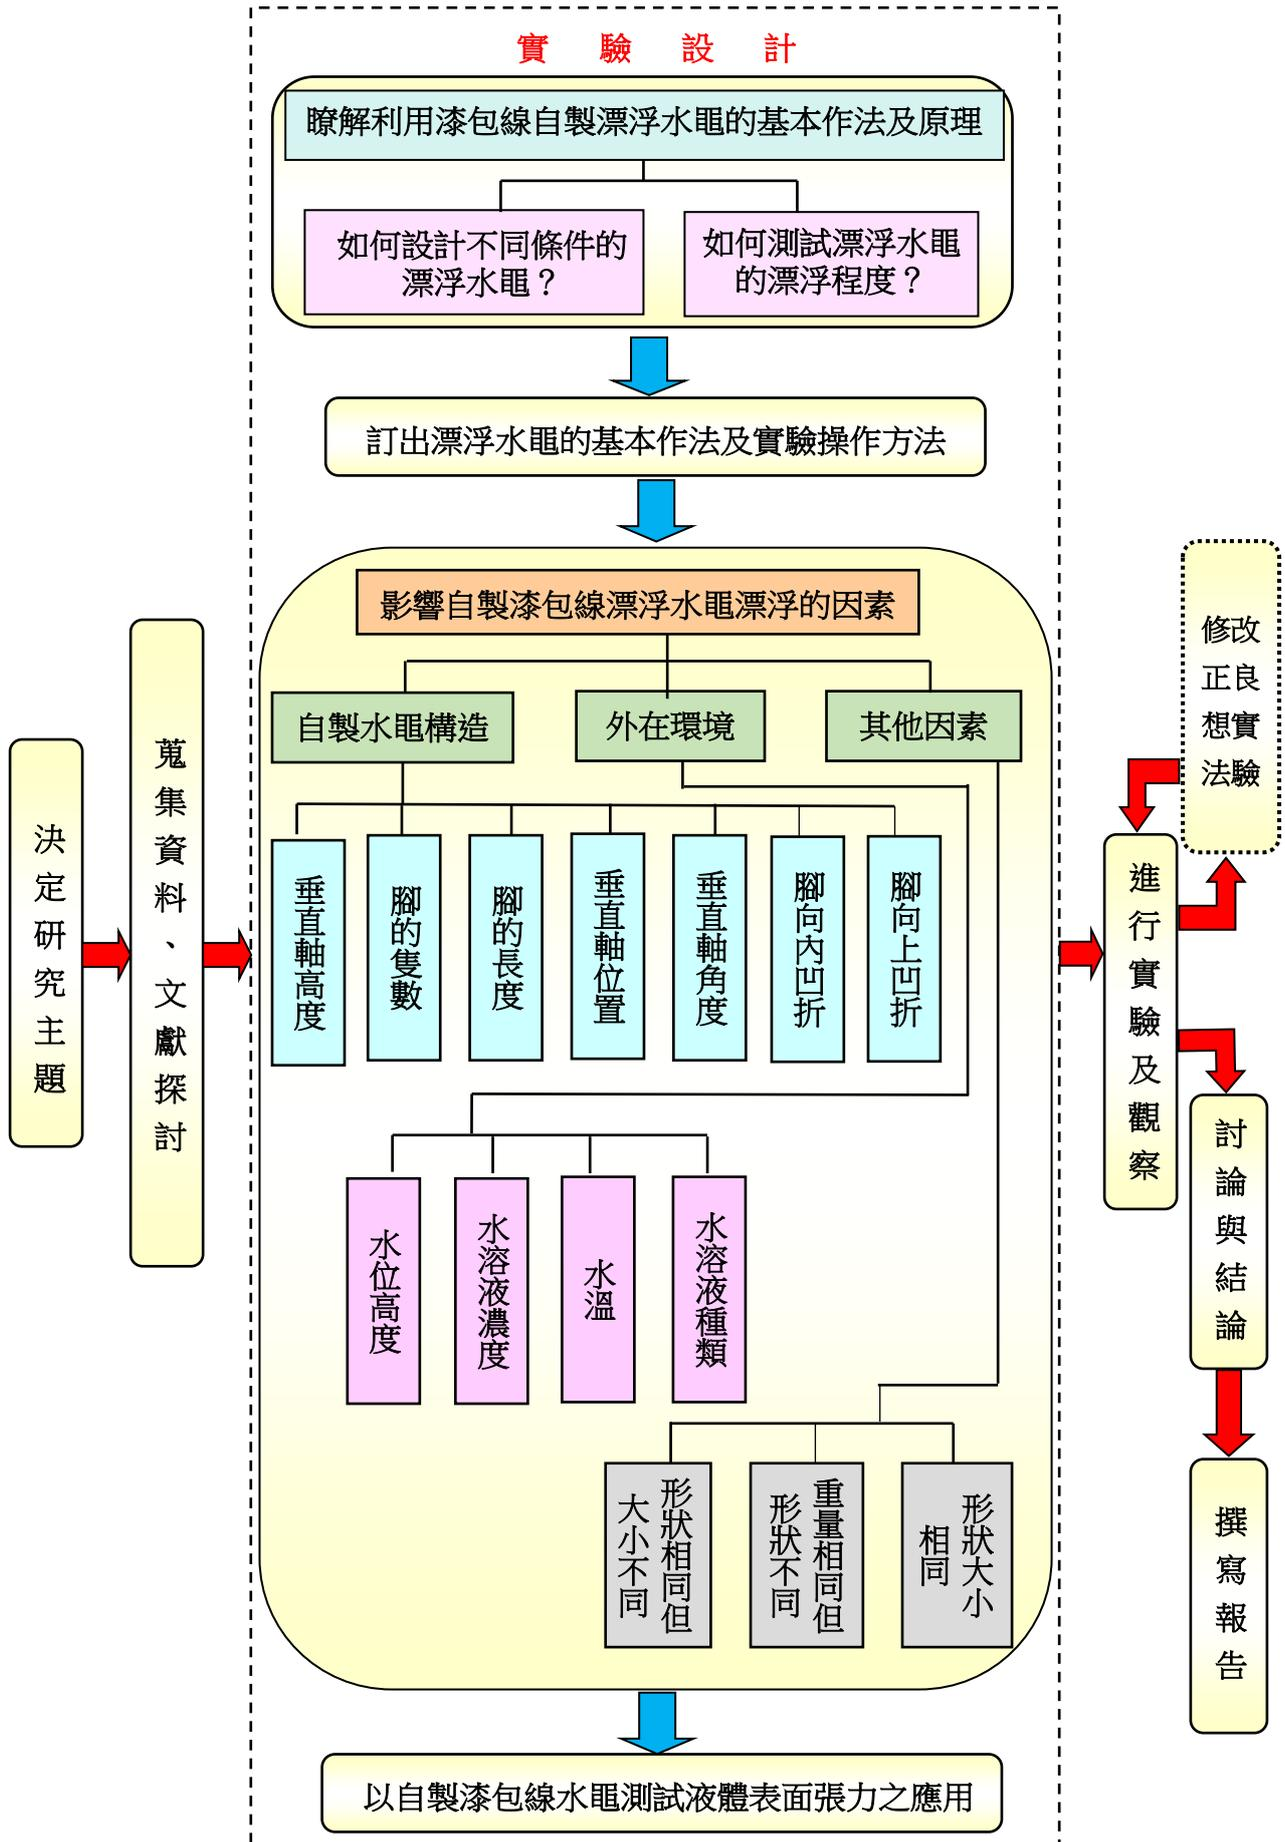 實驗設計
瞭解利用漆包線自製漂浮水黽的基本作法及原理
如何設計不同條件的
漂浮水黽？
如何測試漂浮水黽
的漂浮程度？
訂出漂浮水黽的基本作法及實驗操作方法
影響自製漆包線漂浮水黽漂浮的因素
自製水黽構造
外在環境
其他因素
垂直軸高度
腳的隻數
腳的長度
垂直軸位置
垂直軸角度
腳向內凹折
腳向上凹折
水位高度
水溶液濃度
水溫
水溶液種類
形狀相同但
大小不同
重量相同但
形狀不同
形狀大小
相同
以自製漆包線水黽測試液體表面張力之應用
決定研究主題
蒐集資料、文獻探討
進行實驗及觀察
修改
正良
想實
法驗
討論與結論
撰寫報告